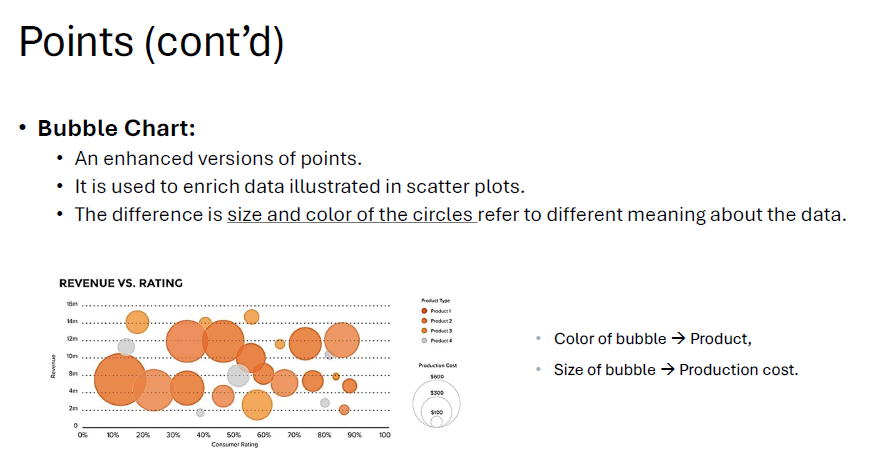 Points (cont’d)
• Bubble Chart:
• An enhanced versions of points.
• It is used to enrich data illustrated in scatter plots.
• The difference is size and color of the circles refer to different meaning about the data.
REVENUE VS. RATING
Revenue
16m
14m
12m
10m
8m
4m
2m
0
0% 10% 20% 30% 40% 50% 60% 70% 80% 90% 100
Consumer Rating
Product Type
Product 1
Product 2
Product 3
Product 4
Production Cost
$600
$300
$100
• Color of bubble → Product,
• Size of bubble → Production cost.